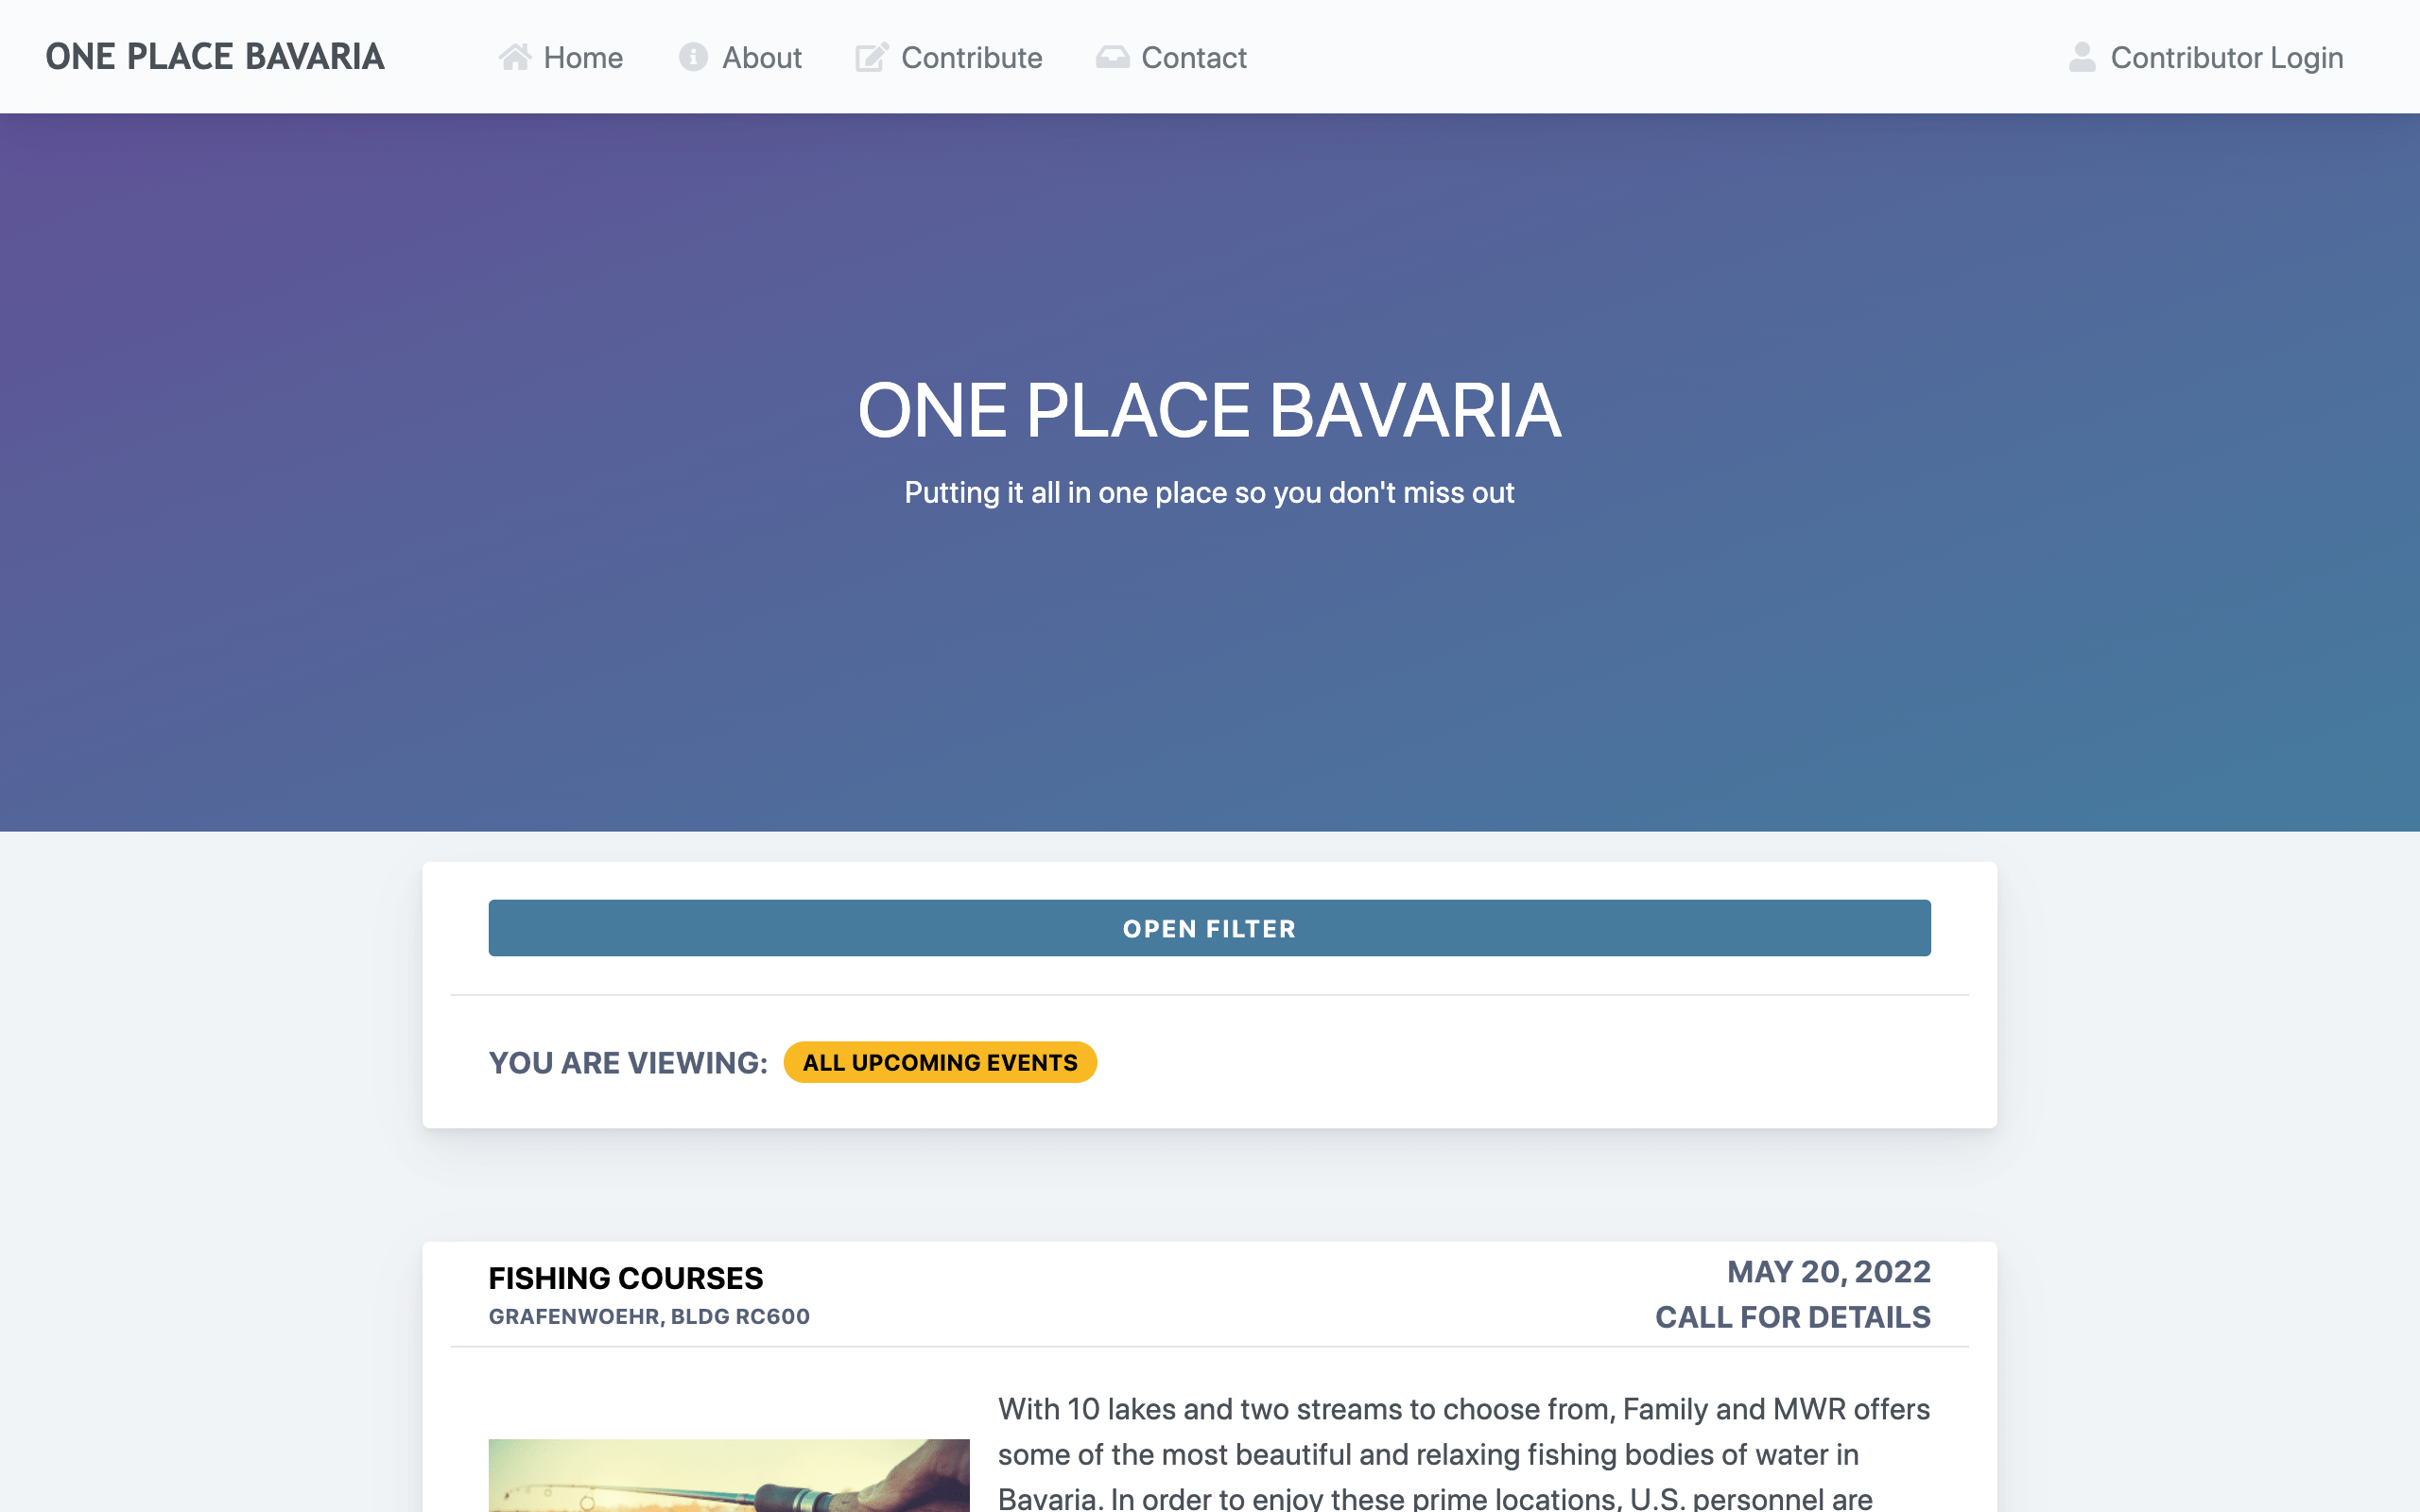 ONE PLACE BAVARIA
Home
About
Contribute
Contact
Contributor Login
ONE PLACE BAVARIA
Putting it all in one place so you don't miss out
OPEN FILTER
YOU ARE VIEWING: ALL UPCOMING EVENTS
FISHING COURSES
GRAFENWOEHR, BLDG RC600
MAY 20, 2022
CALL FOR DETAILS
With 10 lakes and two streams to choose from, Family and MWR offers
some of the most beautiful and relaxing fishing bodies of water in
Bavaria. In order to enjoy these prime locations, U.S. personnel are